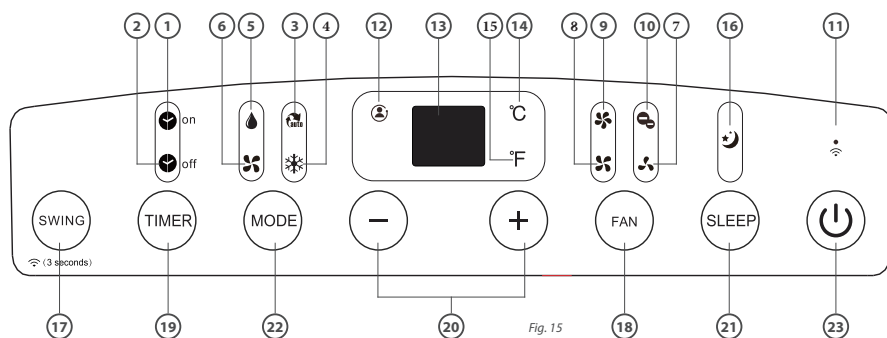 2 1 6 5 3 4 12 13 15 14 8 9 10 7 16 11
on
auto
°C
off
°F
SWING TIMER MODE − + FAN SLEEP
(3 seconds)
17 19 22 20 Fig. 15 18 21 23